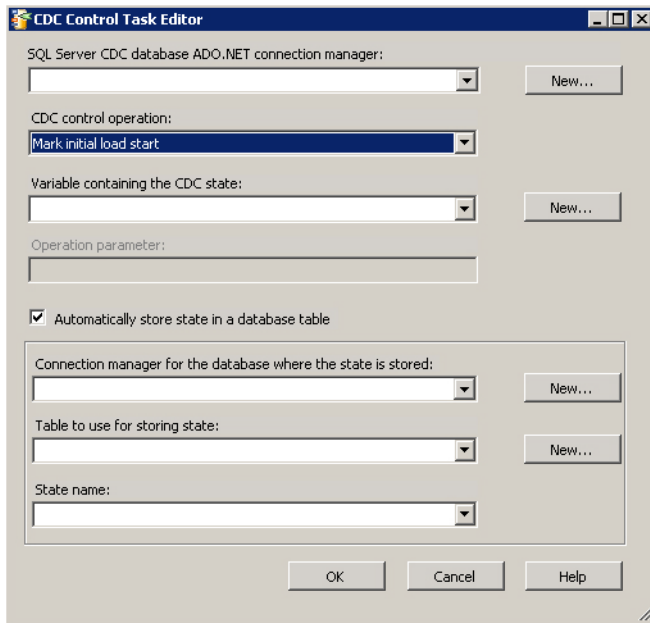 CDC Control Task Editor
SQL Server CDC database ADO.NET connection manager:
New...
CDC control operation:
Mark initial load start
Variable containing the CDC state:
New...
Operation parameter:
Automatically store state in a database table
Connection manager for the database where the state is stored:
New...
Table to use for storing state:
New...
State name:
OK Cancel Help